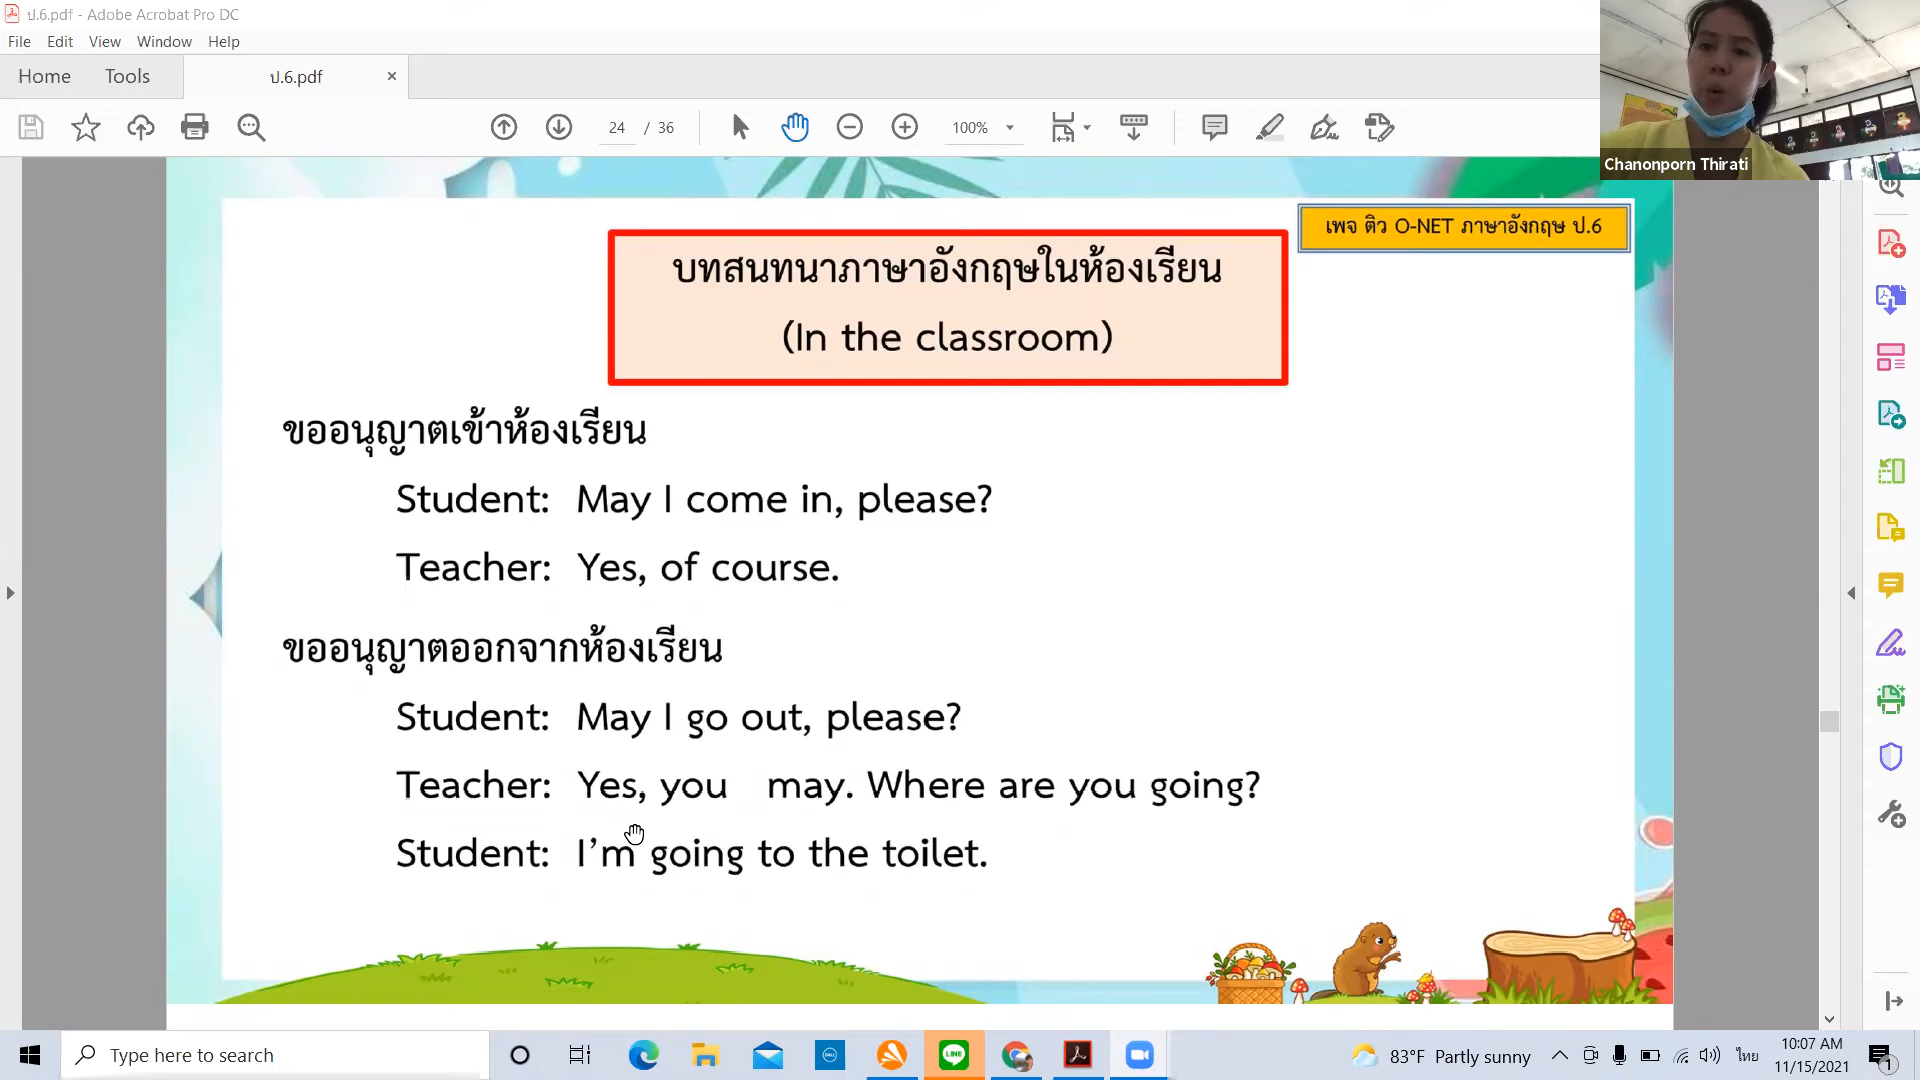 ป.6.pdf - Adobe Acrobat Pro DC
File Edit View Window Help
Home Tools ป.6.pdf ×
24 / 36 100%
Chanonporn Thirati
เพจ ติว O-NET ภาษาอังกฤษ ป.6
บทสนทนาภาษาอังกฤษในห้องเรียน
(In the classroom)
ขออนุญาตเข้าห้องเรียน
Student: May I come in, please?
Teacher: Yes, of course.
ขออนุญาตออกจากห้องเรียน
Student: May I go out, please?
Teacher: Yes, you may. Where are you going?
Student: I'm going to the toilet.
Type here to search
DELL
LINE
83°F Partly sunny
ไทย
10:07 AM
11/15/2021
1